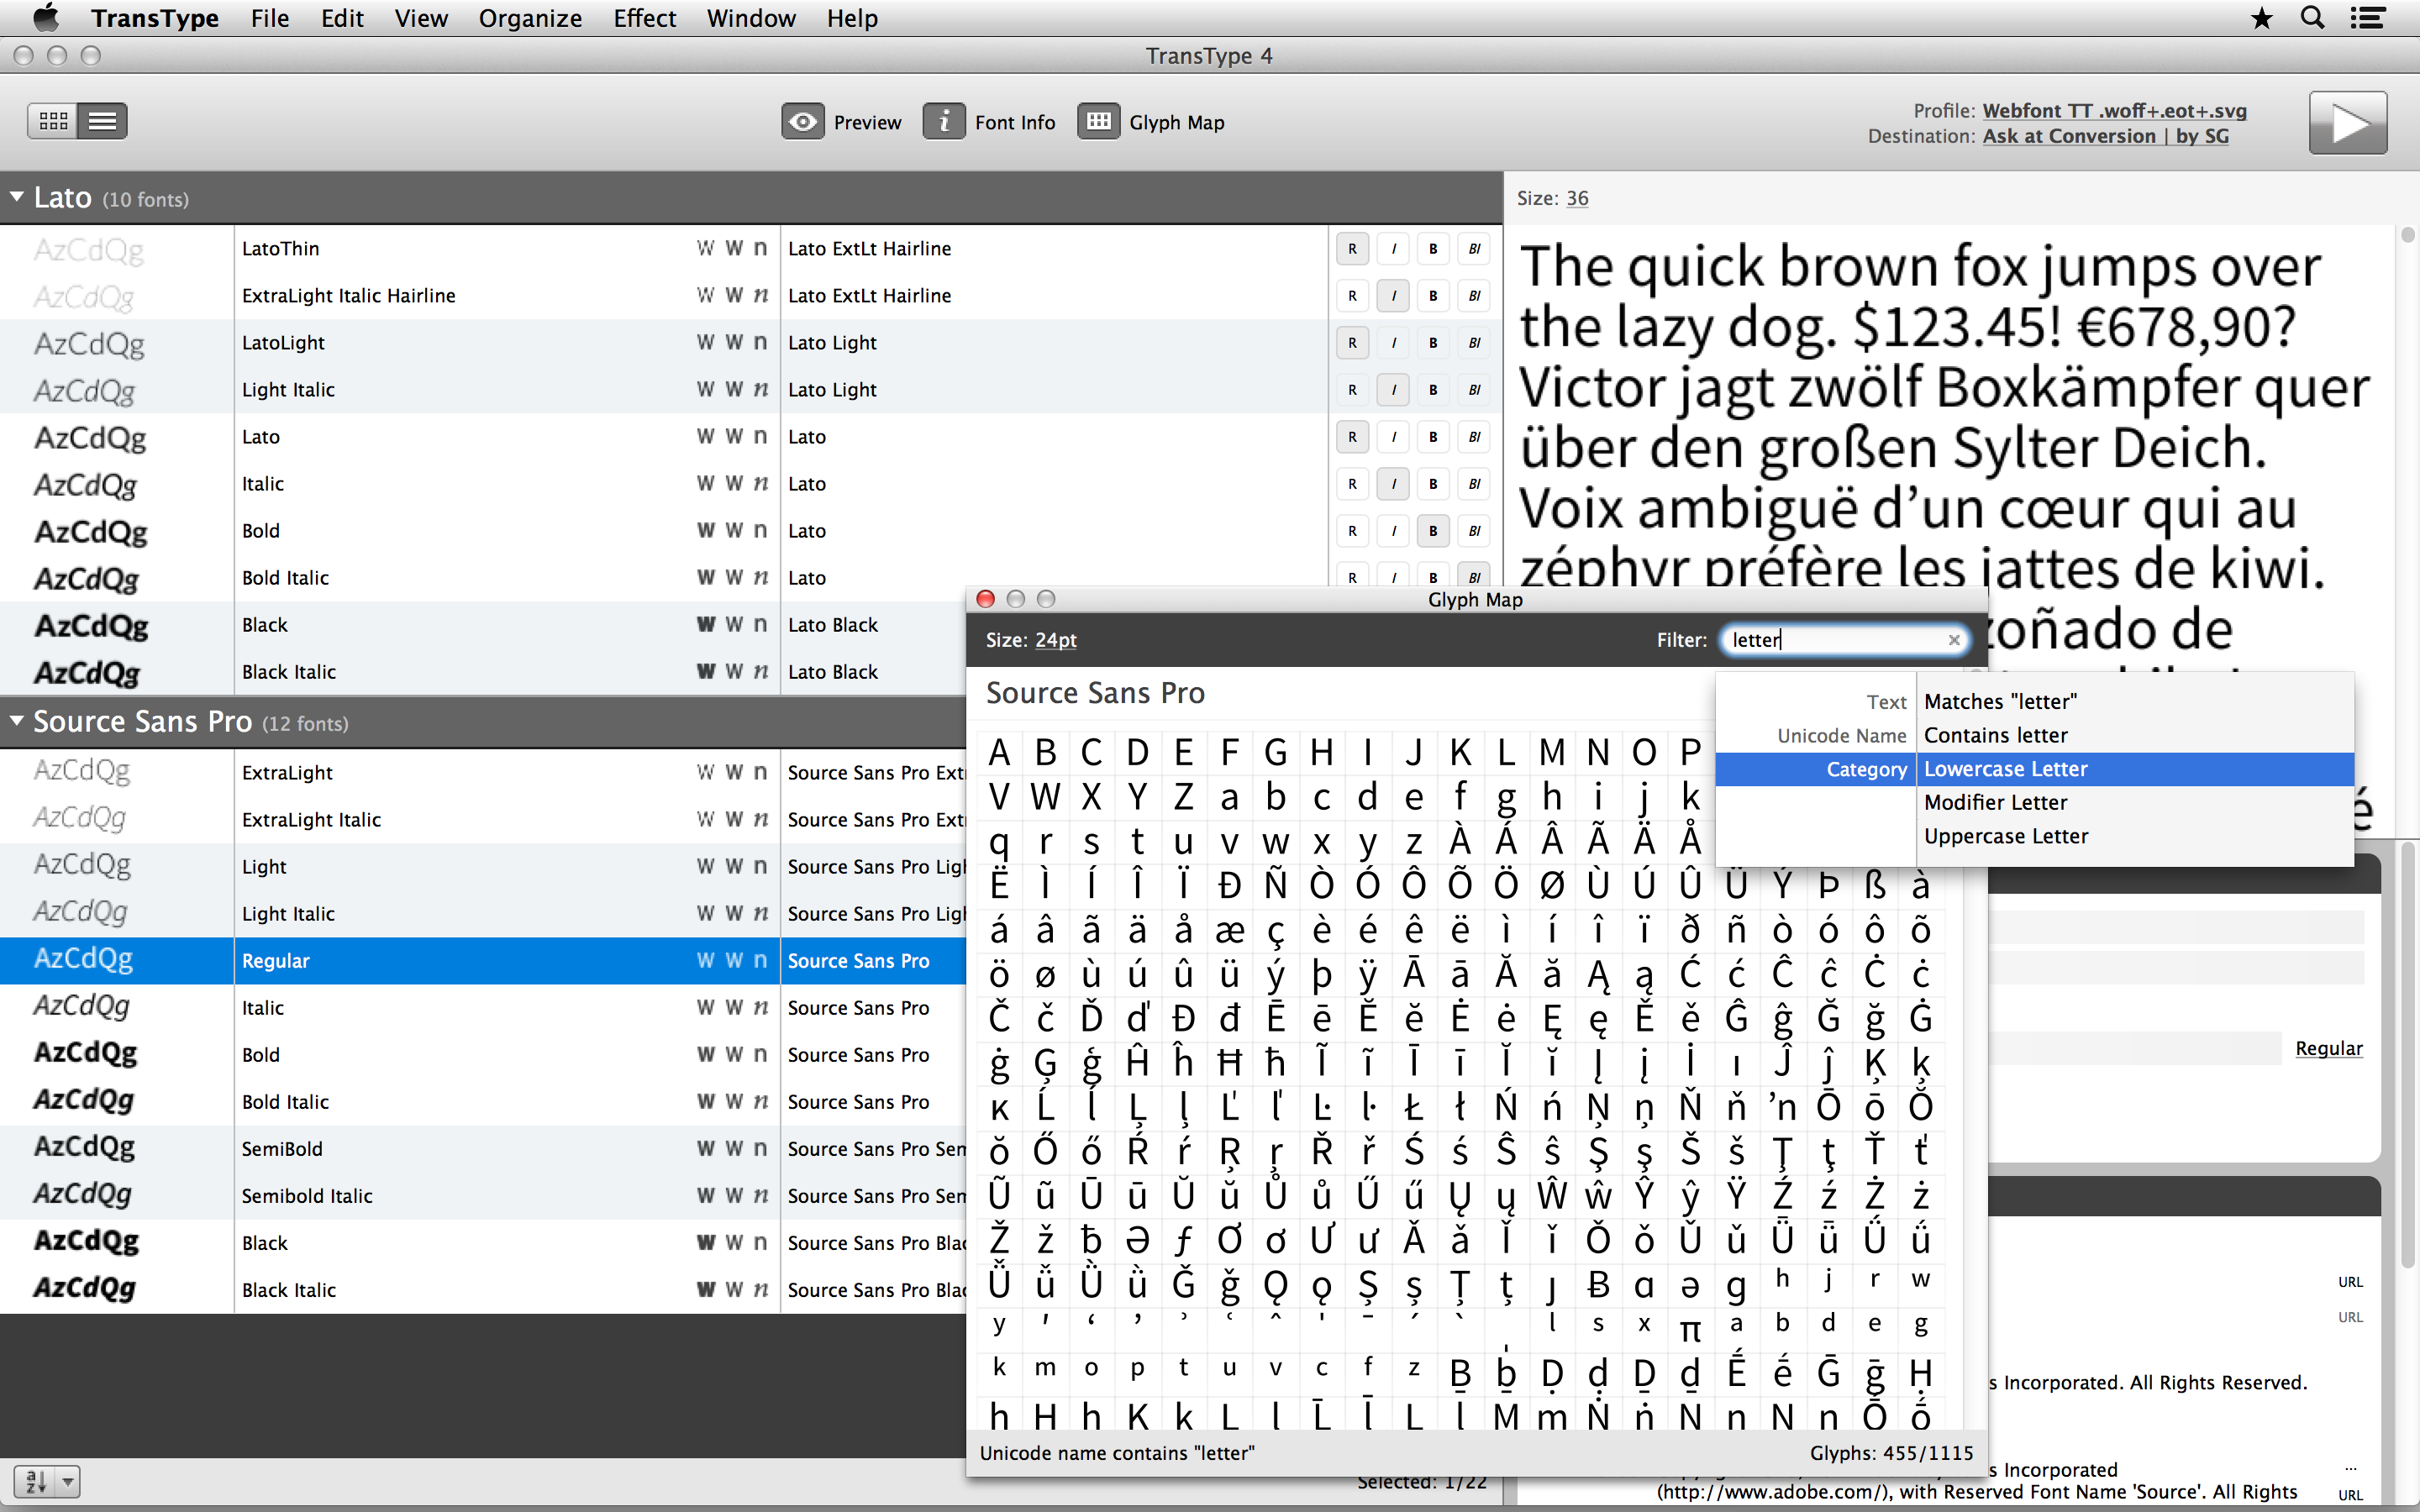 TransType File Edit View Organize Effect Window Help
TransType 4
Preview Font Info Glyph Map
Profile: Webfont TT .woff+.eot+.svg
Destination: Ask at Conversion | by SG
Lato (10 fonts)
AzCdQg LatoThin W W n Lato ExtLt Hairline R I B BI
AzCdQg ExtraLight Italic Hairline W W n Lato ExtLt Hairline R I B BI
AzCdQg LatoLight W W n Lato Light R I B BI
AzCdQg Light Italic W W n Lato Light R I B BI
AzCdQg Lato W W n Lato R I B BI
AzCdQg Italic W W n Lato R I B BI
AzCdQg Bold W W n Lato R I B BI
AzCdQg Bold Italic W W n Lato R I B BI
AzCdQg Black W W n Lato Black
AzCdQg Black Italic W W n Lato Black
Source Sans Pro (12 fonts)
AzCdQg ExtraLight W W n Source Sans Pro Extr
AzCdQg ExtraLight Italic W W n Source Sans Pro Extr
AzCdQg Light W W n Source Sans Pro Ligh
AzCdQg Light Italic W W n Source Sans Pro Ligh
AzCdQg Regular W W n Source Sans Pro
AzCdQg Italic W W n Source Sans Pro
AzCdQg Bold W W n Source Sans Pro
AzCdQg Bold Italic W W n Source Sans Pro
AzCdQg SemiBold W W n Source Sans Pro Sem
AzCdQg Semibold Italic W W n Source Sans Pro Sem
AzCdQg Black W W n Source Sans Pro Blac
AzCdQg Black Italic W W n Source Sans Pro Blac
Selected: 1/22
Size: 36
The quick brown fox jumps over
the lazy dog. $123.45! €678,90?
Victor jagt zwölf Boxkämpfer quer
über den großen Sylter Deich.
Voix ambiguë d’un cœur qui au
zéphyr préfère les jattes de kiwi.
zoñado de
é
Glyph Map
Size: 24pt Filter: letter
Source Sans Pro
Text Matches "letter"
Unicode Name Contains letter
Category Lowercase Letter
Modifier Letter
Uppercase Letter
A B C D E F G H I J K L M N O P
V W X Y Z a b c d e f g h i j k
q r s t u v w x y z À Á Â Ã Ä Å
Ë Ì Í Î Ï Ð Ñ Ò Ó Ô Õ Ö Ø Ù Ú Û Ü Ý Þ ß à
á â ã ä å æ ç è é ê ë ì í î ï ð ñ ò ó ô õ
ö ø ù ú û ü ý þ ÿ Ā ā Ă ă Ą ą Ć ć Ĉ ĉ Ċ ċ
Č č Ď ď Đ đ Ē ē Ĕ ĕ Ė ė Ę ę Ě ě Ĝ ĝ Ğ ğ Ġ
ġ Ģ ģ Ĥ ĥ Ħ ħ Ĩ ĩ Ī ī Ĭ ĭ Į į İ ı Ĵ ĵ Ķ ķ
ĸ Ĺ ĺ Ļ ļ Ľ ľ Ŀ ŀ Ł ł Ń ń Ņ ņ Ň ň ŉ Ō ō Ŏ
ŏ Ő ő Ŕ ŕ Ŗ ŗ Ř ř Ś ś Ŝ ŝ Ş ş Š š Ţ ţ Ť ť
Ũ ũ Ū ū Ŭ ŭ Ů ů Ű ű Ų ų Ŵ ŵ Ŷ ŷ Ÿ Ź ź Ż ż
Ž ž ƀ Ə ƒ Ơ ơ Ư ư Ǎ ǎ Ǐ ǐ Ǒ ǒ Ǔ ǔ Ǖ ǖ Ǘ ǘ
Ǚ ǚ Ǜ ǜ Ǧ ǧ Ǫ ǫ Ș ș Ț ț ȷ Ƀ ɑ ə ɡ ʰ ʲ ʳ ʷ
ʸ ʹ ʻ ʼ ʾ ʿ ˆ ˈ ˉ ˊ ˋ ˌ ˡ ˢ ˣ π ᵃ ᵇ ᵈ ᵉ ᵍ
ᵏ ᵐ ᵒ ᵖ ᵗ ᵘ ᵛ ᶜ ᶠ ᶻ Ḇ ḇ Ḍ ḍ Ḏ ḏ Ḗ ḗ Ḡ ḡ Ḥ
Unicode name contains "letter" Glyphs: 455/1115
Regular
URL
URL
s Incorporated. All Rights Reserved.
s Incorporated ...
(http://www.adobe.com/), with Reserved Font Name 'Source'. All Rights URL